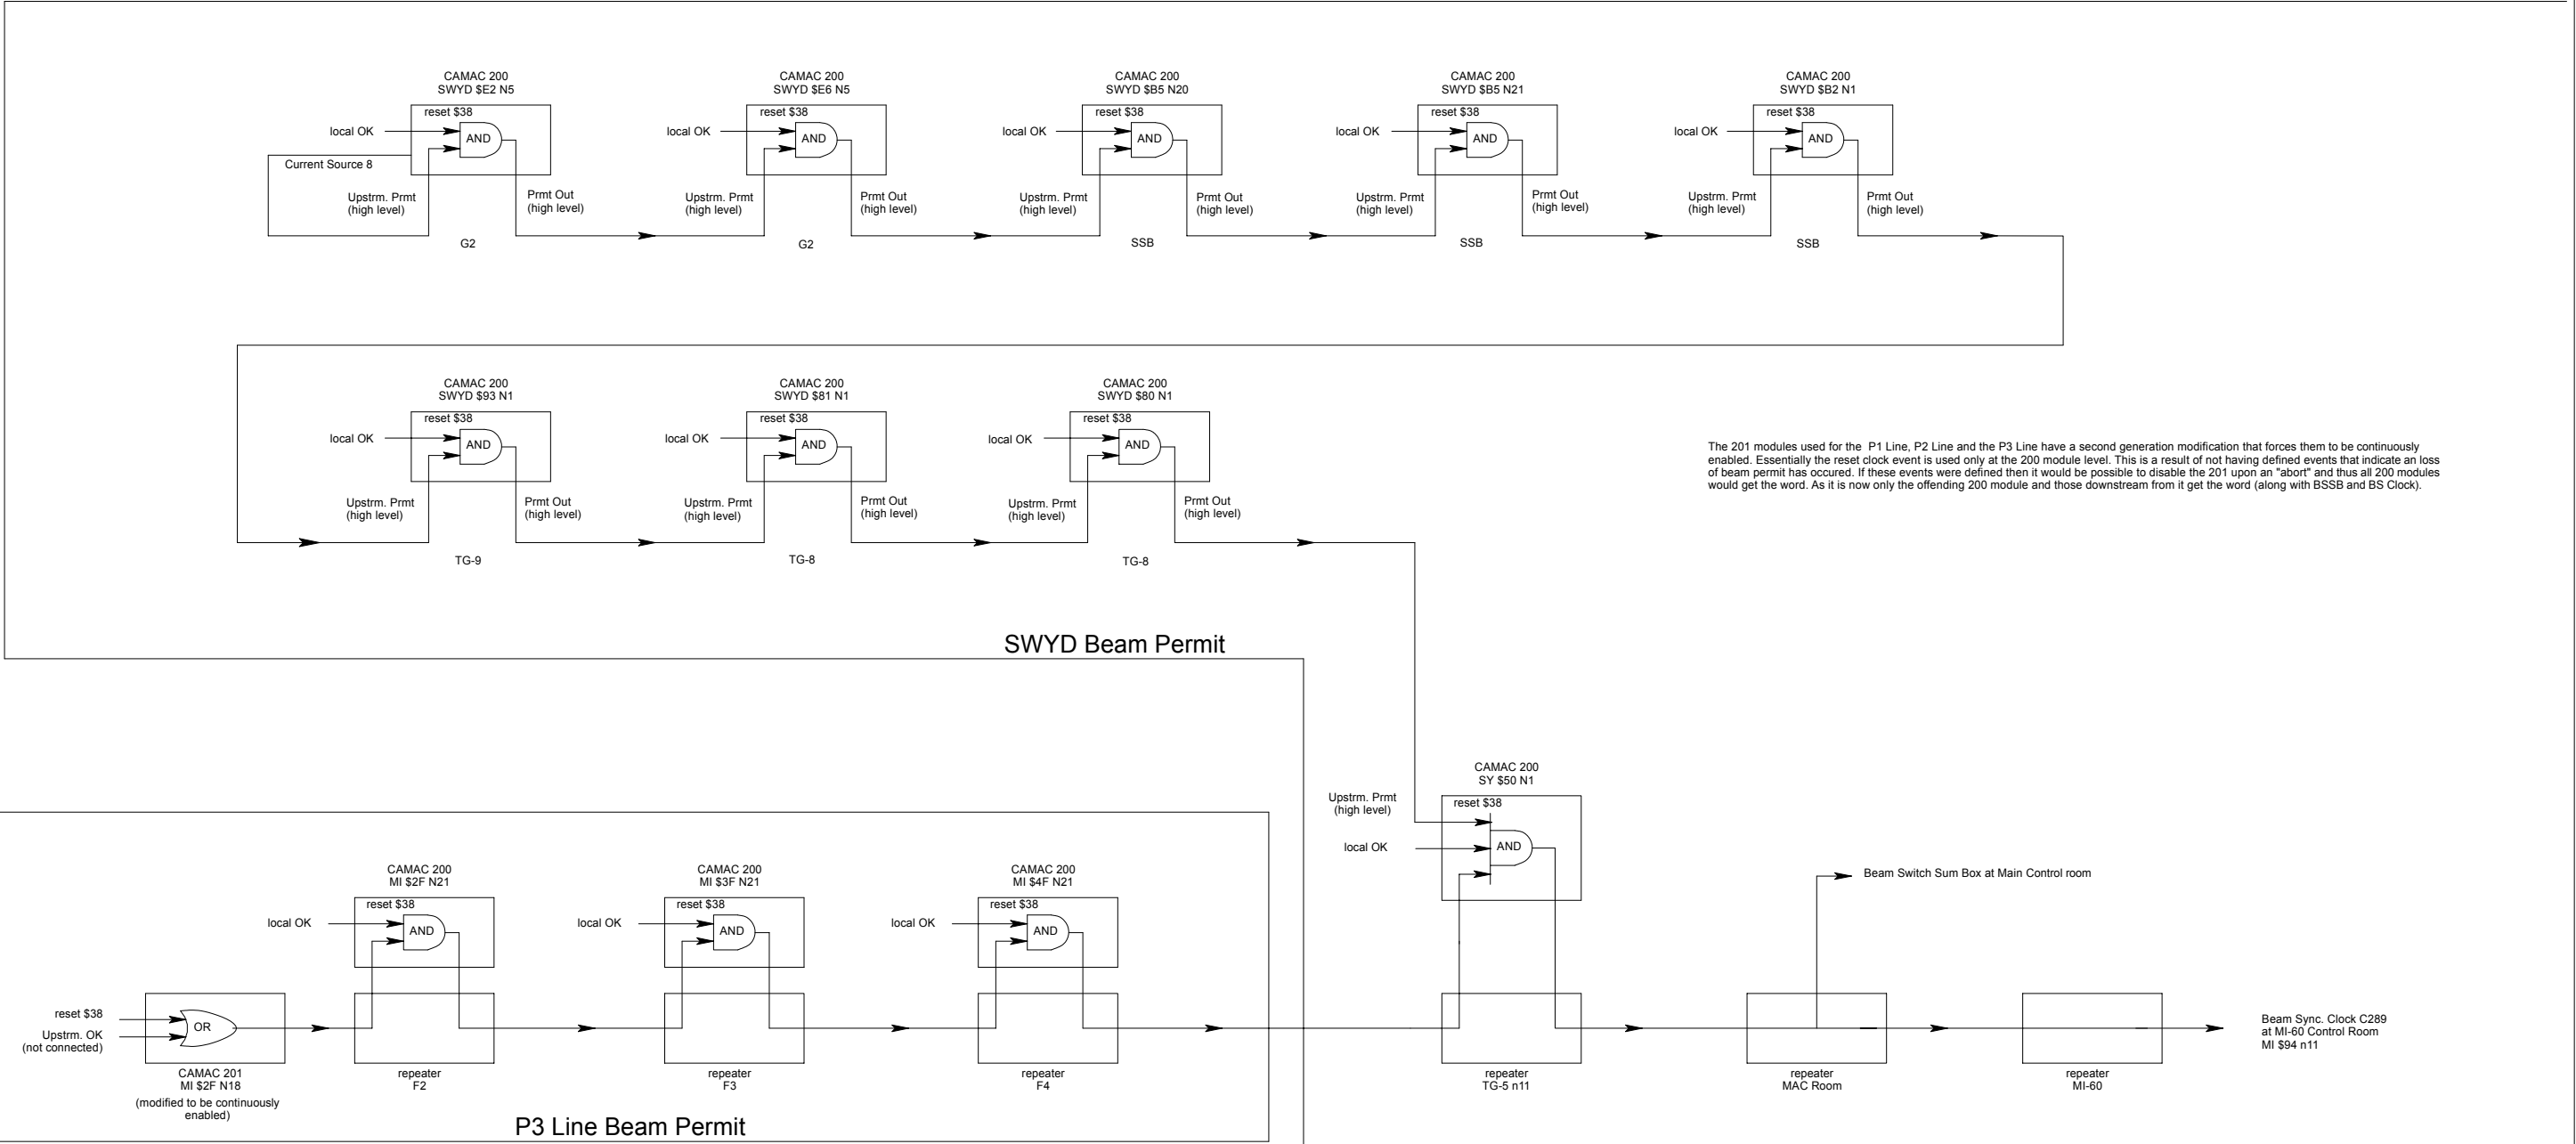 CAMAC 200
SWYD $E2 N5
reset $38
local OK
AND
Current Source 8
Upstrm. Prmt
(high level)
Prmt Out
(high level)
G2
CAMAC 200
SWYD $E6 N5
reset $38
local OK
AND
Upstrm. Prmt
(high level)
Prmt Out
(high level)
G2
CAMAC 200
SWYD $B5 N20
reset $38
local OK
AND
Upstrm. Prmt
(high level)
Prmt Out
(high level)
SSB
CAMAC 200
SWYD $B5 N21
reset $38
local OK
AND
Upstrm. Prmt
(high level)
Prmt Out
(high level)
SSB
CAMAC 200
SWYD $B2 N1
reset $38
local OK
AND
Upstrm. Prmt
(high level)
Prmt Out
(high level)
SSB
CAMAC 200
SWYD $93 N1
reset $38
local OK
AND
Upstrm. Prmt
(high level)
Prmt Out
(high level)
TG-9
CAMAC 200
SWYD $81 N1
reset $38
local OK
AND
Upstrm. Prmt
(high level)
Prmt Out
(high level)
TG-8
CAMAC 200
SWYD $80 N1
reset $38
local OK
AND
Upstrm. Prmt
(high level)
Prmt Out
(high level)
TG-8
The 201 modules used for the P1 Line, P2 Line and the P3 Line have a second generation modification that forces them to be continuously
enabled. Essentially the reset clock event is used only at the 200 module level. This is a result of not having defined events that indicate an loss
of beam permit has occured. If these events were defined then it would be possible to disable the 201 upon an "abort" and thus all 200 modules
would get the word. As it is now only the offending 200 module and those downstream from it get the word (along with BSSB and BS Clock).
SWYD Beam Permit
CAMAC 200
SY $50 N1
reset $38
Upstrm. Prmt
(high level)
local OK
AND
Beam Switch Sum Box at Main Control room
CAMAC 200
MI $2F N21
reset $38
local OK
AND
CAMAC 200
MI $3F N21
reset $38
local OK
AND
CAMAC 200
MI $4F N21
reset $38
local OK
AND
reset $38
Upstrm. OK
(not connected)
OR
CAMAC 201
MI $2F N18
(modified to be continuously
enabled)
repeater
F2
repeater
F3
repeater
F4
repeater
TG-5 n11
repeater
MAC Room
repeater
MI-60
Beam Sync. Clock C289
at MI-60 Control Room
MI $94 n11
P3 Line Beam Permit